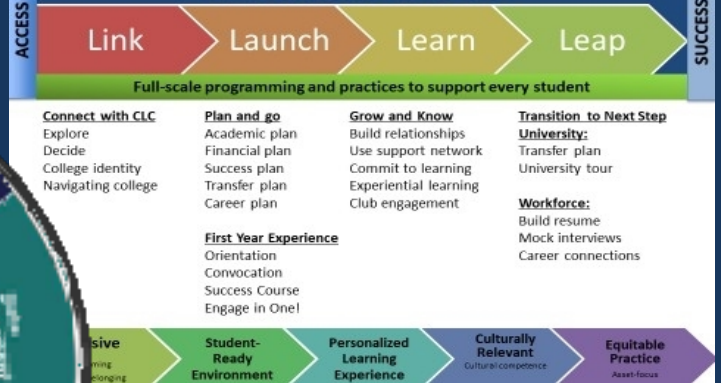 ACCESS
Link
Launch
Learn
Leap
SUCCESS
Full-scale programming and practices to support every student
Connect with CLC
Explore
Decide
College identity
Navigating college
Plan and go
Academic plan
Financial plan
Success plan
Transfer plan
Career plan
First Year Experience
Orientation
Convocation
Success Course
Engage in One!
Grow and Know
Build relationships
Use support network
Commit to learning
Experiential learning
Club engagement
Transition to Next Step
University:
Transfer plan
University tour
Workforce:
Build resume
Mock interviews
Career connections
Student-
Ready
Environment
Personalized
Learning
Experience
Culturally
Relevant
Cultural competence
Equitable
Practice
Asset-focus